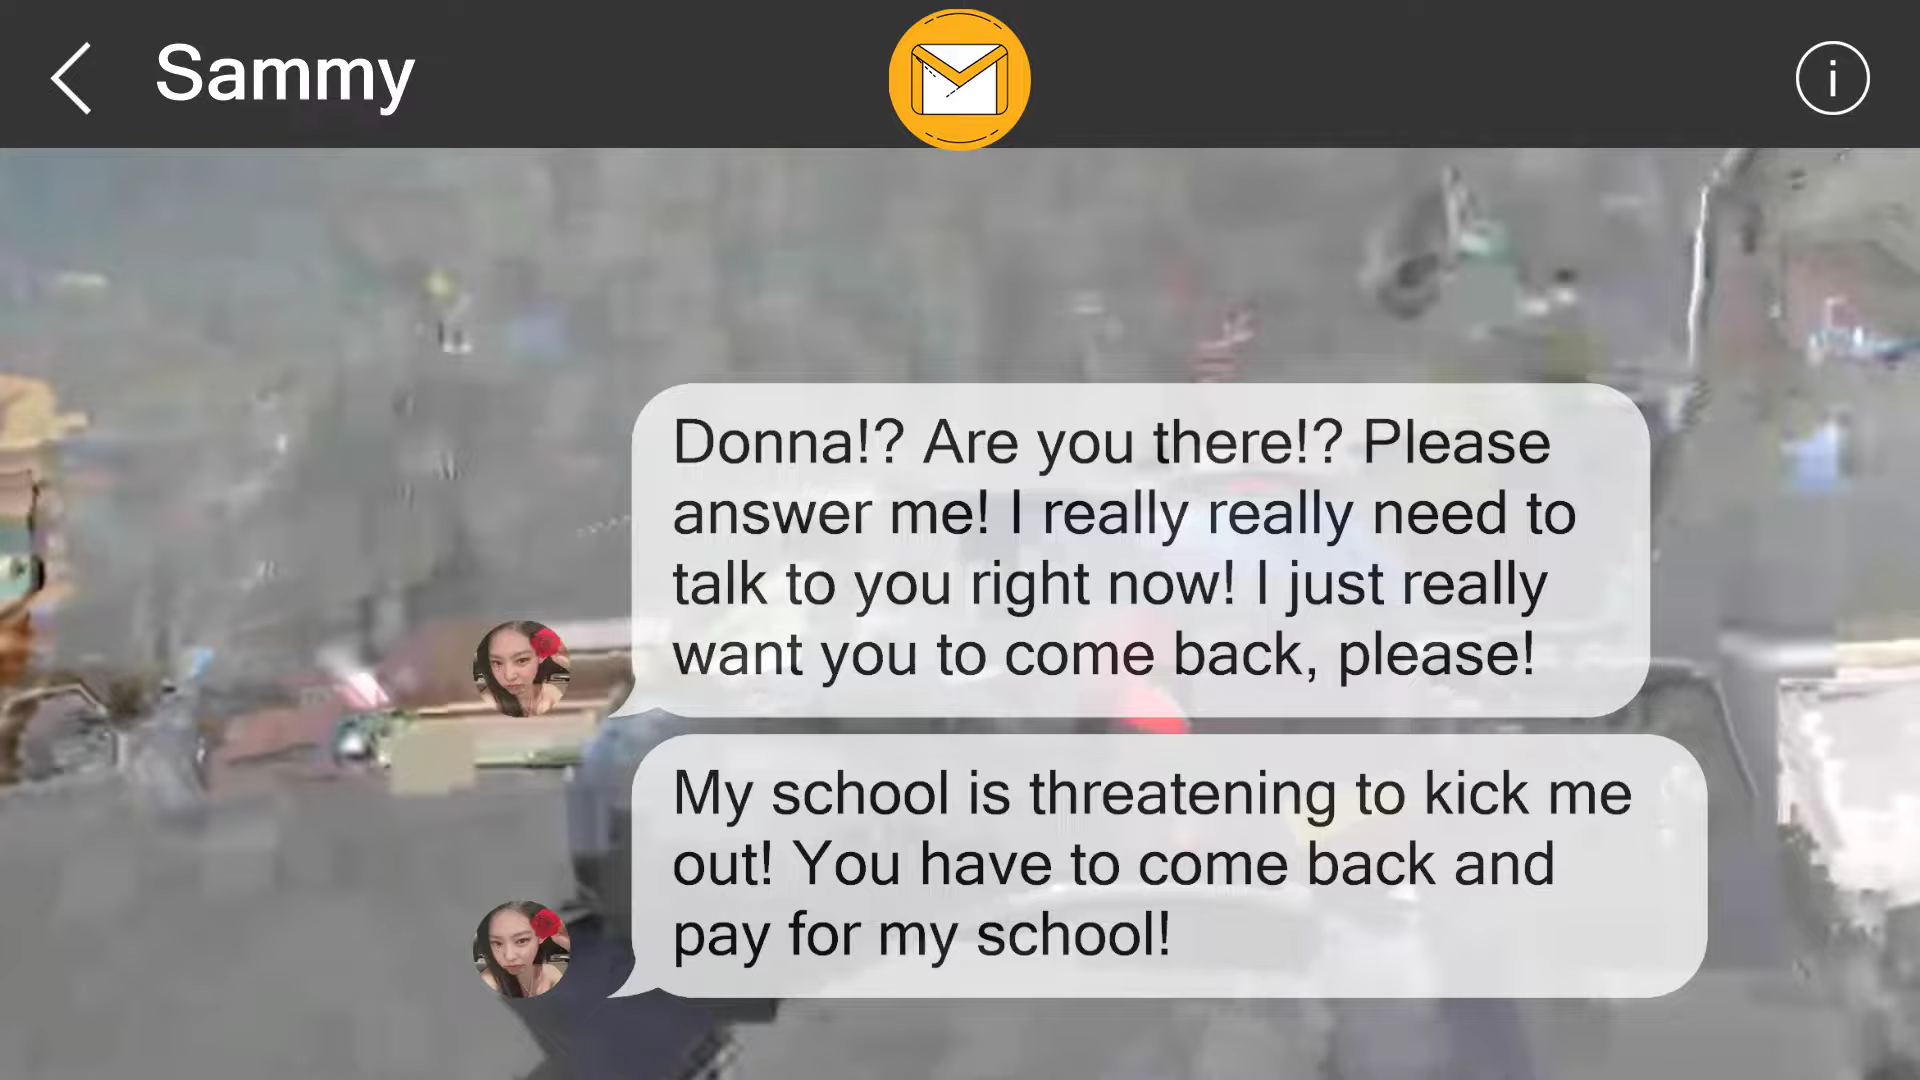 Sammy
Donna!? Are you there!? Please
answer me! I really really need to
talk to you right now! I just really
want you to come back, please!
My school is threatening to kick me
out! You have to come back and
pay for my school!